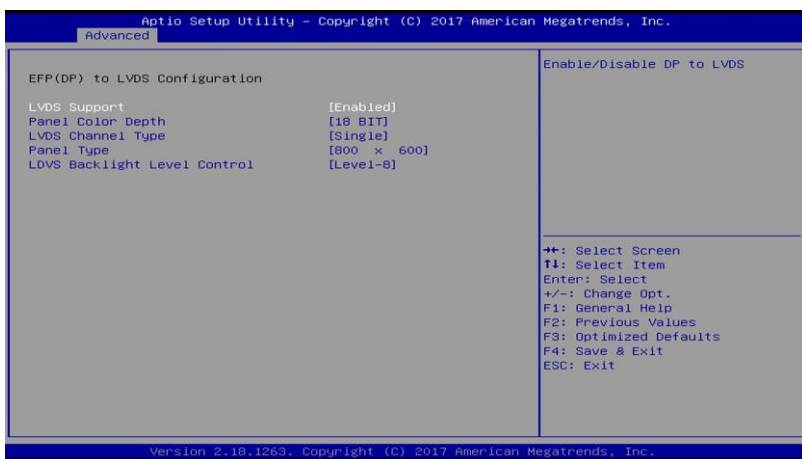 Aptio Setup Utility – Copyright (C) 2017 American Megatrends, Inc.
Advanced
EFP(DP) to LVDS Configuration
LVDS Support [Enabled]
Panel Color Depth [18 BIT]
LVDS Channel Type [Single]
Panel Type [800 x 600]
LDVS Backlight Level Control [Level-8]
Enable/Disable DP to LVDS
→←: Select Screen
↑↓: Select Item
Enter: Select
+/-: Change Opt.
F1: General Help
F2: Previous Values
F3: Optimized Defaults
F4: Save & Exit
ESC: Exit
Version 2.18.1263. Copyright (C) 2017 American Megatrends, Inc.